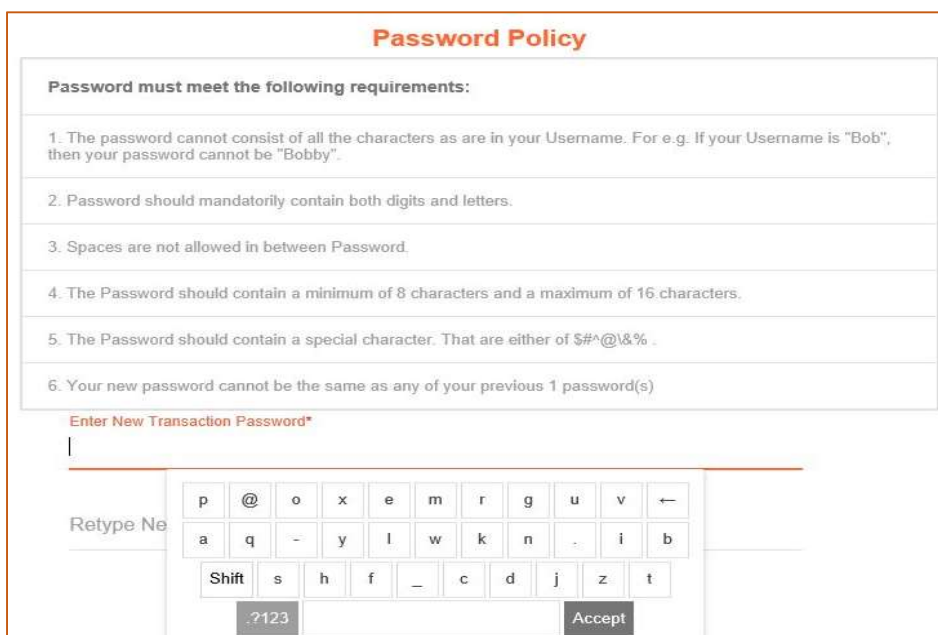 Password Policy
Password must meet the following requirements:
1. The password cannot consist of all the characters as are in your Username. For e.g. If your Username is "Bob",
then your password cannot be "Bobby".
2. Password should mandatorily contain both digits and letters.
3. Spaces are not allowed in between Password.
4. The Password should contain a minimum of 8 characters and a maximum of 16 characters.
5. The Password should contain a special character. That are either of $#^@\&% .
6. Your new password cannot be the same as any of your previous 1 password(s)
Enter New Transaction Password*
Retype Ne
p @ o x e m r g u v ←
a q - y l w k n . i b
Shift s h f _ c d j z t
.?123 Accept